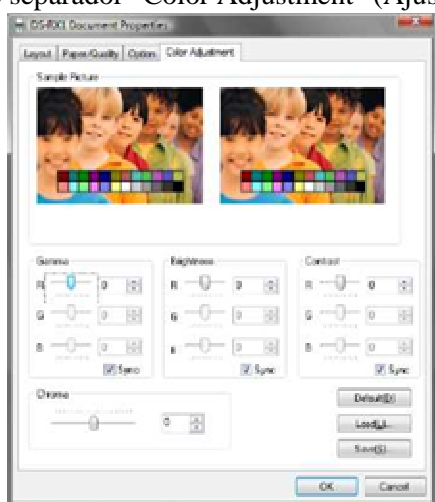 separador "Color Adjustment" (Ajus
DS-RX1 Document Properties
Layout Paper/Quality Option Color Adjustment
Sample Picture
Gamma Brightness Contrast
R 0 R 0 R 0
G 0 G 0 G 0
B 0 B 0 B 0
Sync Sync Sync
Chroma
0
Default(D)
Load(L)...
Save(S)...
OK Cancel